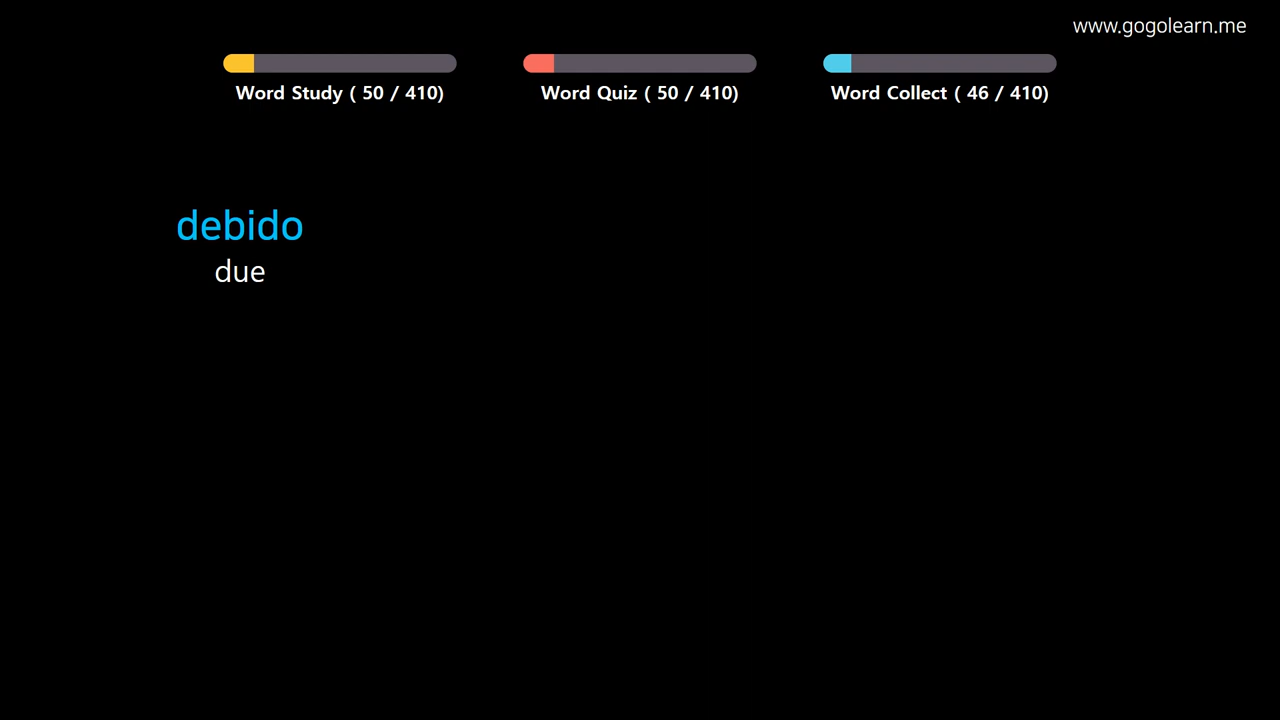 www.gogolearn.me
Word Study ( 50 / 410)
Word Quiz ( 50 / 410)
Word Collect ( 46 / 410)
debido
due